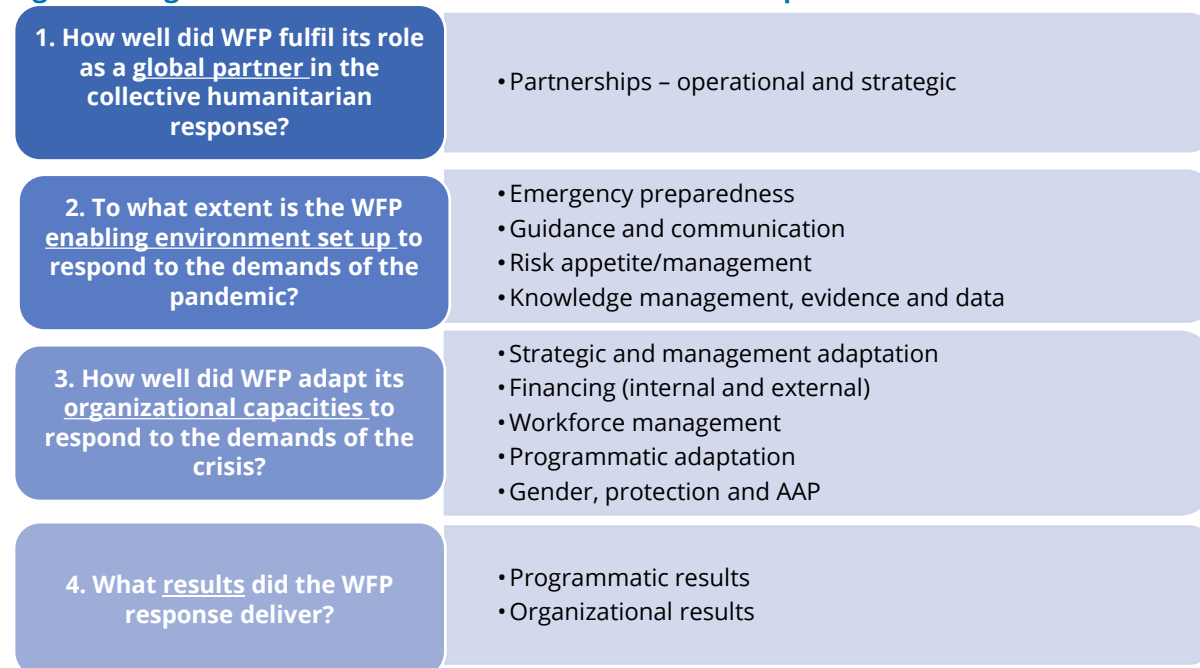 1. How well did WFP fulfil its role
as a global partner in the
collective humanitarian
response?
• Partnerships – operational and strategic
2. To what extent is the WFP
enabling environment set up to
respond to the demands of the
pandemic?
• Emergency preparedness
• Guidance and communication
• Risk appetite/management
• Knowledge management, evidence and data
3. How well did WFP adapt its
organizational capacities to
respond to the demands of the
crisis?
• Strategic and management adaptation
• Financing (internal and external)
• Workforce management
• Programmatic adaptation
• Gender, protection and AAP
4. What results did the WFP
response deliver?
• Programmatic results
• Organizational results